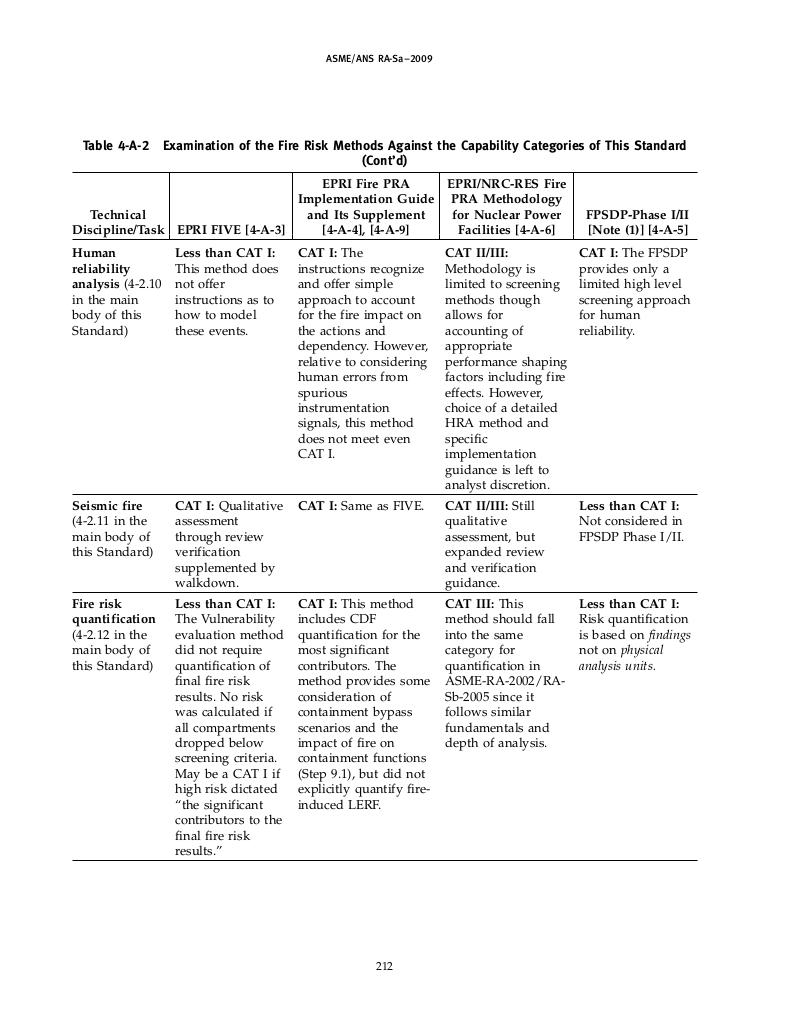 ASME/ANS RA-Sa–2009
Table 4-A-2 Examination of the Fire Risk Methods Against the Capability Categories of This Standard
(Cont'd)
Technical
Discipline/Task
EPRI FIVE [4-A-3]
EPRI Fire PRA
Implementation Guide
and Its Supplement
[4-A-4], [4-A-9]
EPRI/NRC-RES Fire
PRA Methodology
for Nuclear Power
Facilities [4-A-6]
FPSDP-Phase I/II
[Note (1)] [4-A-5]
Human
reliability
analysis (4-2.10
in the main
body of this
Standard)
Less than CAT I:
This method does
not offer
instructions as to
how to model
these events.
CAT I: The
instructions recognize
and offer simple
approach to account
for the fire impact on
the actions and
dependency. However,
relative to considering
human errors from
spurious
instrumentation
signals, this method
does not meet even
CAT I.
CAT II/III:
Methodology is
limited to screening
methods though
allows for
accounting of
appropriate
performance shaping
factors including fire
effects. However,
choice of a detailed
HRA method and
specific
implementation
guidance is left to
analyst discretion.
CAT I: The FPSDP
provides only a
limited high level
screening approach
for human
reliability.
Seismic fire
(4-2.11 in the
main body of
this Standard)
CAT I: Qualitative
assessment
through review
verification
supplemented by
walkdown.
CAT I: Same as FIVE.
CAT II/III: Still
qualitative
assessment, but
expanded review
and verification
guidance.
Less than CAT I:
Not considered in
FPSDP Phase I/II.
Fire risk
quantification
(4-2.12 in the
main body of
this Standard)
Less than CAT I:
The Vulnerability
evaluation method
did not require
quantification of
final fire risk
results. No risk
was calculated if
all compartments
dropped below
screening criteria.
May be a CAT I if
high risk dictated
“the significant
contributors to the
final fire risk
results.”
CAT I: This method
includes CDF
quantification for the
most significant
contributors. The
method provides some
consideration of
containment bypass
scenarios and the
impact of fire on
containment functions
(Step 9.1), but did not
explicitly quantify fire-
induced LERF.
CAT III: This
method should fall
into the same
category for
quantification in
ASME-RA-2002/RA-
Sb-2005 since it
follows similar
fundamentals and
depth of analysis.
Less than CAT I:
Risk quantification
is based on findings
not on physical
analysis units.
212